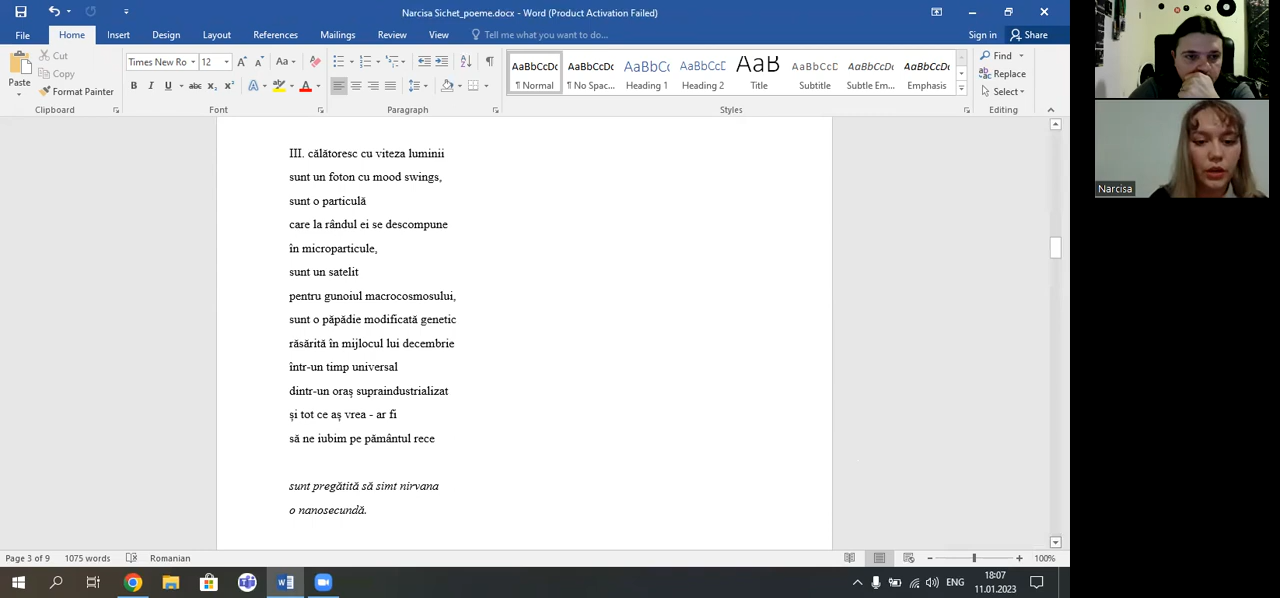 Narcisa Sichet_poeme.docx - Word (Product Activation Failed)
File Home Insert Design Layout References Mailings Review View Tell me what you want to do... Sign in Share
Paste
Cut
Copy
Format Painter
Clipboard
Times New Ro 12
Font
Paragraph
AaBbCcDc ¶ Normal
AaBbCcDc ¶ No Spac...
AaBbCc Heading 1
AaBbCcD Heading 2
AaB Title
AaBbCcD Subtitle
AaBbCcDc Subtle Em...
AaBbCcDc Emphasis
Styles
Find
Replace
Select
Editing
III. călătoresc cu viteza luminii
sunt un foton cu mood swings,
sunt o particulă
care la rândul ei se descompune
în microparticule,
sunt un satelit
pentru gunoiul macrocosmosului,
sunt o păpădie modificată genetic
răsărită în mijlocul lui decembrie
într-un timp universal
dintr-un oraș supraindustrializat
și tot ce aș vrea - ar fi
să ne iubim pe pământul rece
sunt pregătită să simt nirvana
o nanosecundă.
Narcisa
Page 3 of 9 1075 words Romanian 100%
ENG 18:07
11.01.2023